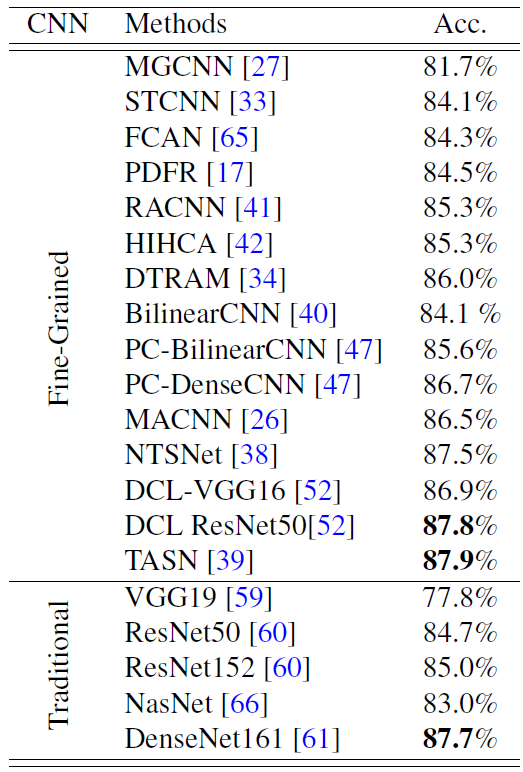 CNN Methods Acc.
Fine-Grained
MGCNN [27] 81.7%
STCNN [33] 84.1%
FCAN [65] 84.3%
PDFR [17] 84.5%
RACNN [41] 85.3%
HIHCA [42] 85.3%
DTRAM [34] 86.0%
BilinearCNN [40] 84.1 %
PC-BilinearCNN [47] 85.6%
PC-DenseCNN [47] 86.7%
MACNN [26] 86.5%
NTSNet [38] 87.5%
DCL-VGG16 [52] 86.9%
DCL ResNet50[52] 87.8%
TASN [39] 87.9%
Traditional
VGG19 [59] 77.8%
ResNet50 [60] 84.7%
ResNet152 [60] 85.0%
NasNet [66] 83.0%
DenseNet161 [61] 87.7%